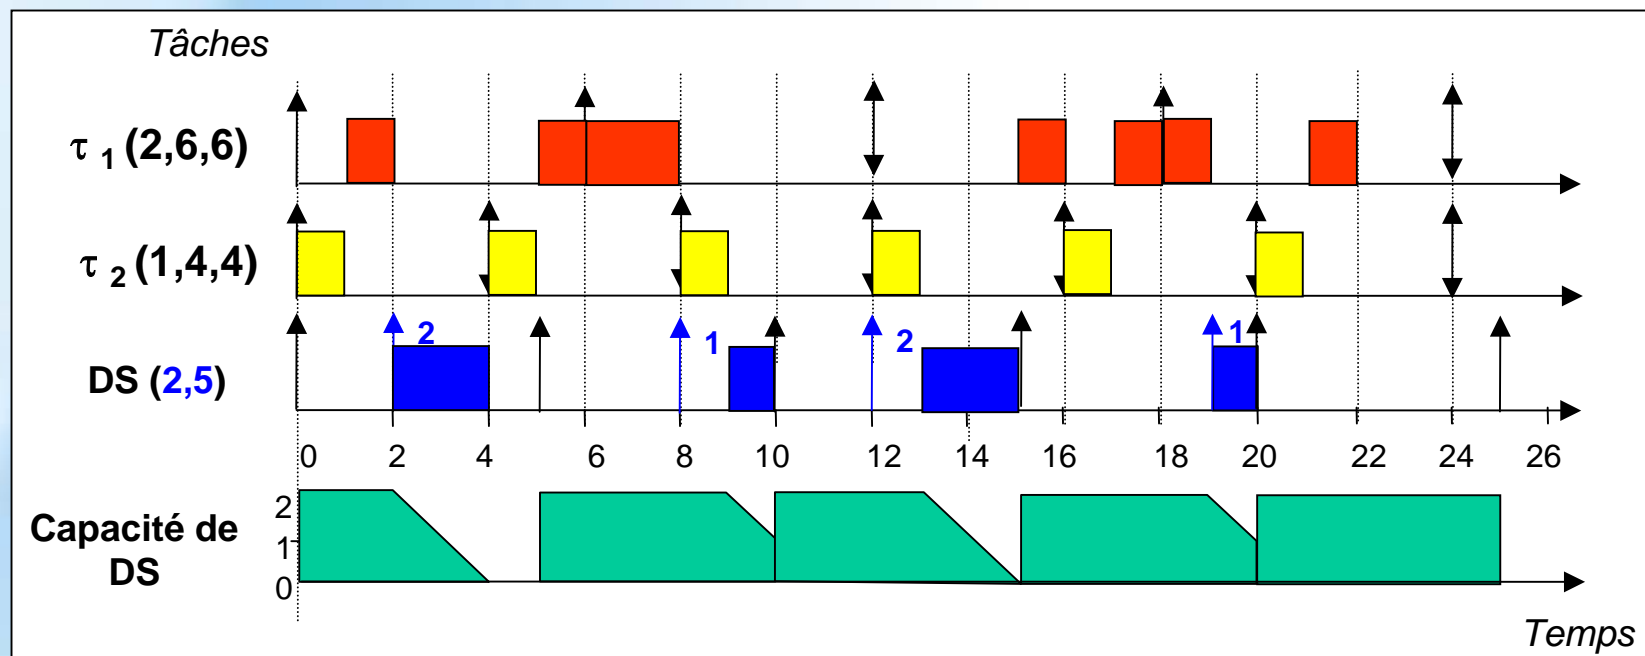 Tâches
τ 1 (2,6,6)
τ 2 (1,4,4)
2 1 2 1
DS (2,5)
0 2 4 6 8 10 12 14 16 18 20 22 24 26
2
Capacité de
1
DS
0
Temps